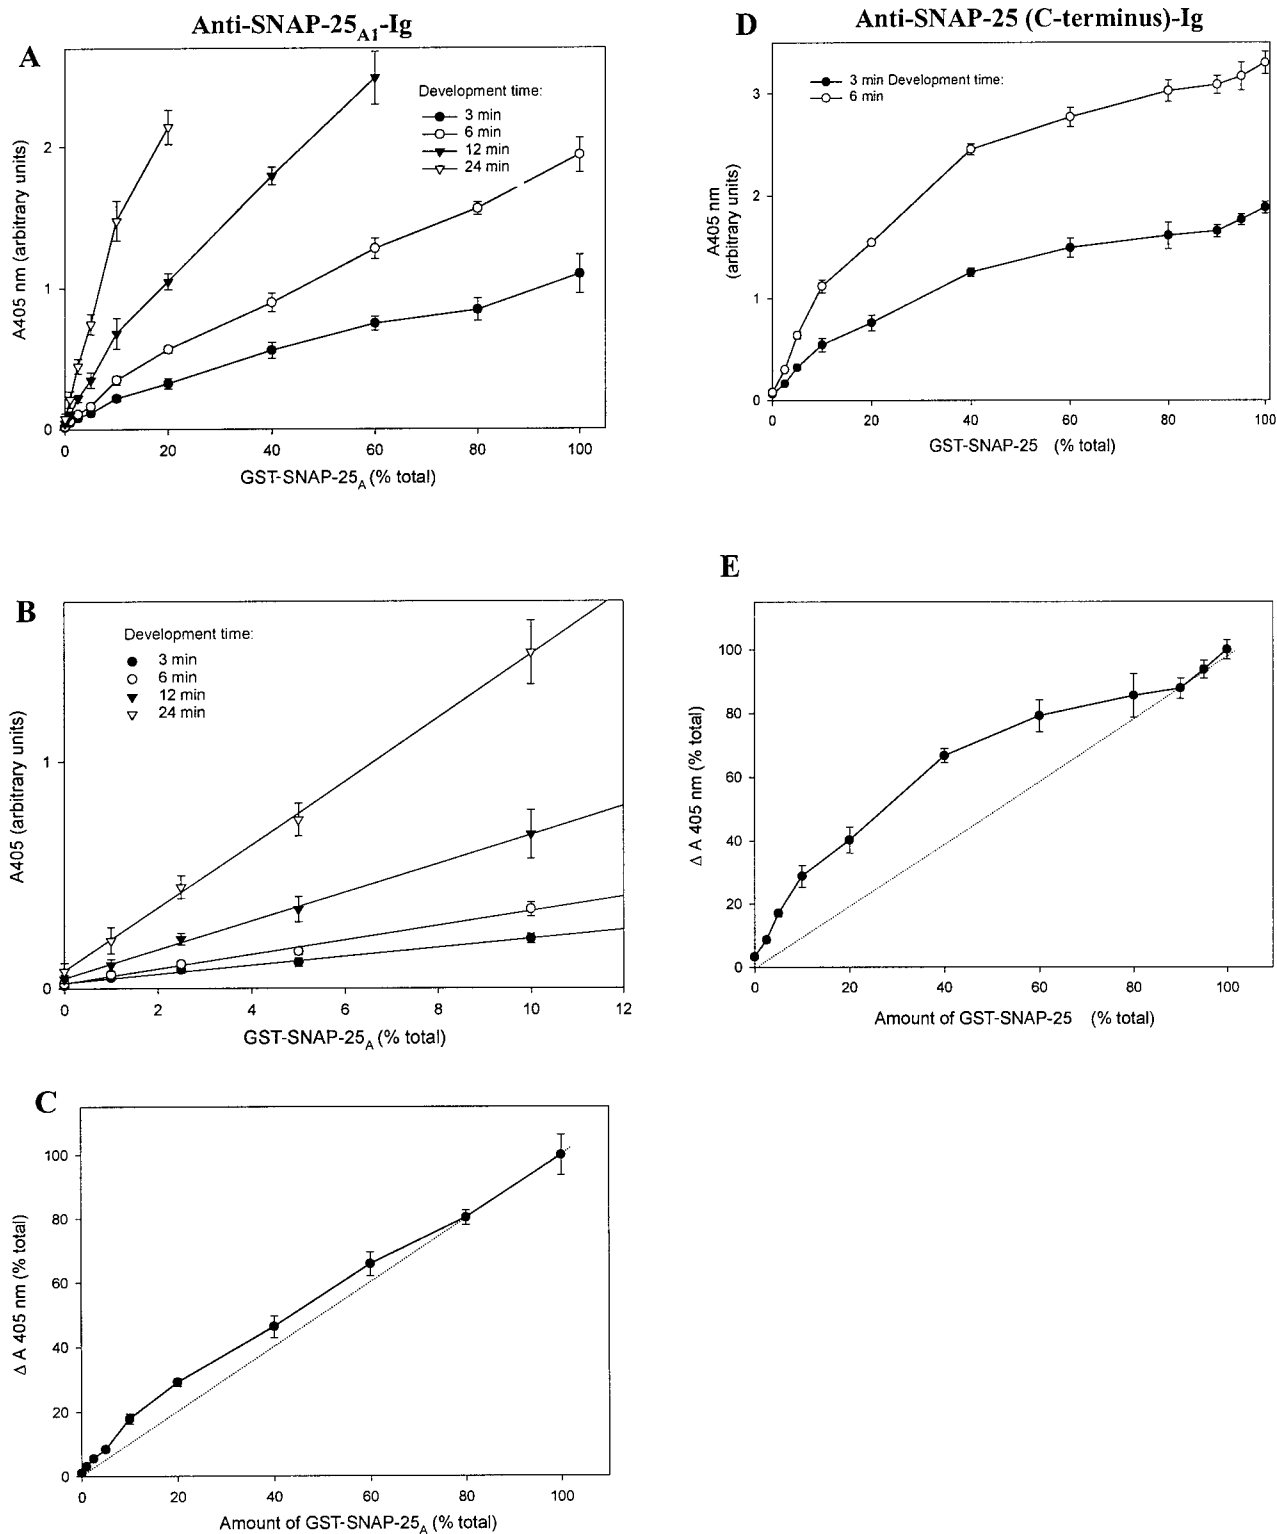 Anti-SNAP-25A1-Ig
A
Development time:
3 min
6 min
12 min
24 min
A405 nm (arbitrary units)
2
1
0
0 20 40 60 80 100
GST-SNAP-25A (% total)
Anti-SNAP-25 (C-terminus)-Ig
D
3 min Development time:
6 min
A405 nm
(arbitrary units)
3
2
1
0
0 20 40 60 80 100
GST-SNAP-25 (% total)
B
Development time:
3 min
6 min
12 min
24 min
A405 (arbitrary units)
1
0
0 2 4 6 8 10 12
GST-SNAP-25A (% total)
E
Δ A 405 nm (% total)
100
80
60
40
20
0
0 20 40 60 80 100
Amount of GST-SNAP-25 (% total)
C
Δ A 405 nm (% total)
100
80
60
40
20
0
0 20 40 60 80 100
Amount of GST-SNAP-25A (% total)